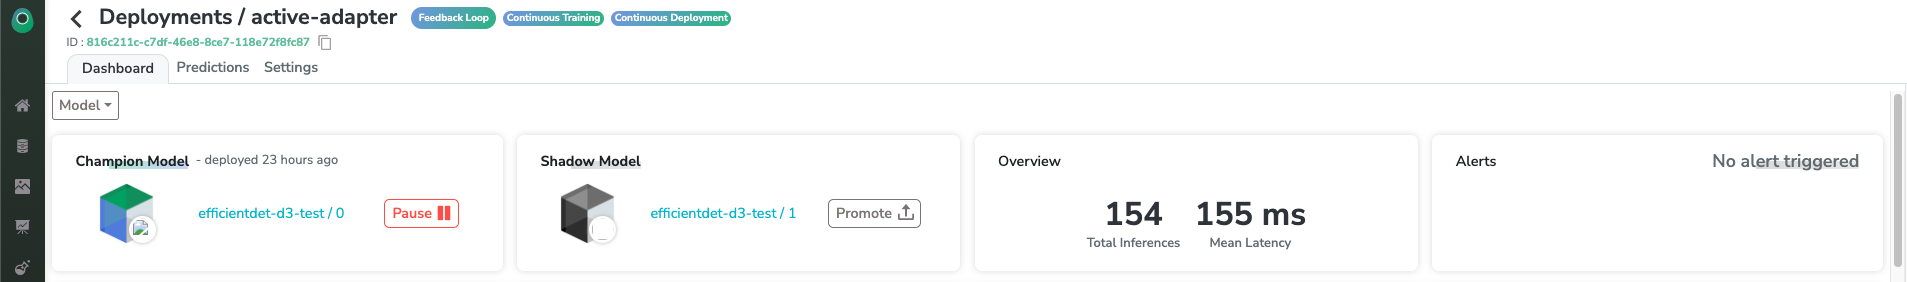 Deployments / active-adapter Feedback Loop Continuous Training Continuous Deployment
ID : 816c211c-c7df-46e8-8ce7-118e72f8fc87
Dashboard Predictions Settings
Model
Champion Model - deployed 23 hours ago
efficientdet-d3-test / 0 Pause
Shadow Model
efficientdet-d3-test / 1 Promote
Overview
154 155 ms
Total Inferences Mean Latency
Alerts No alert triggered